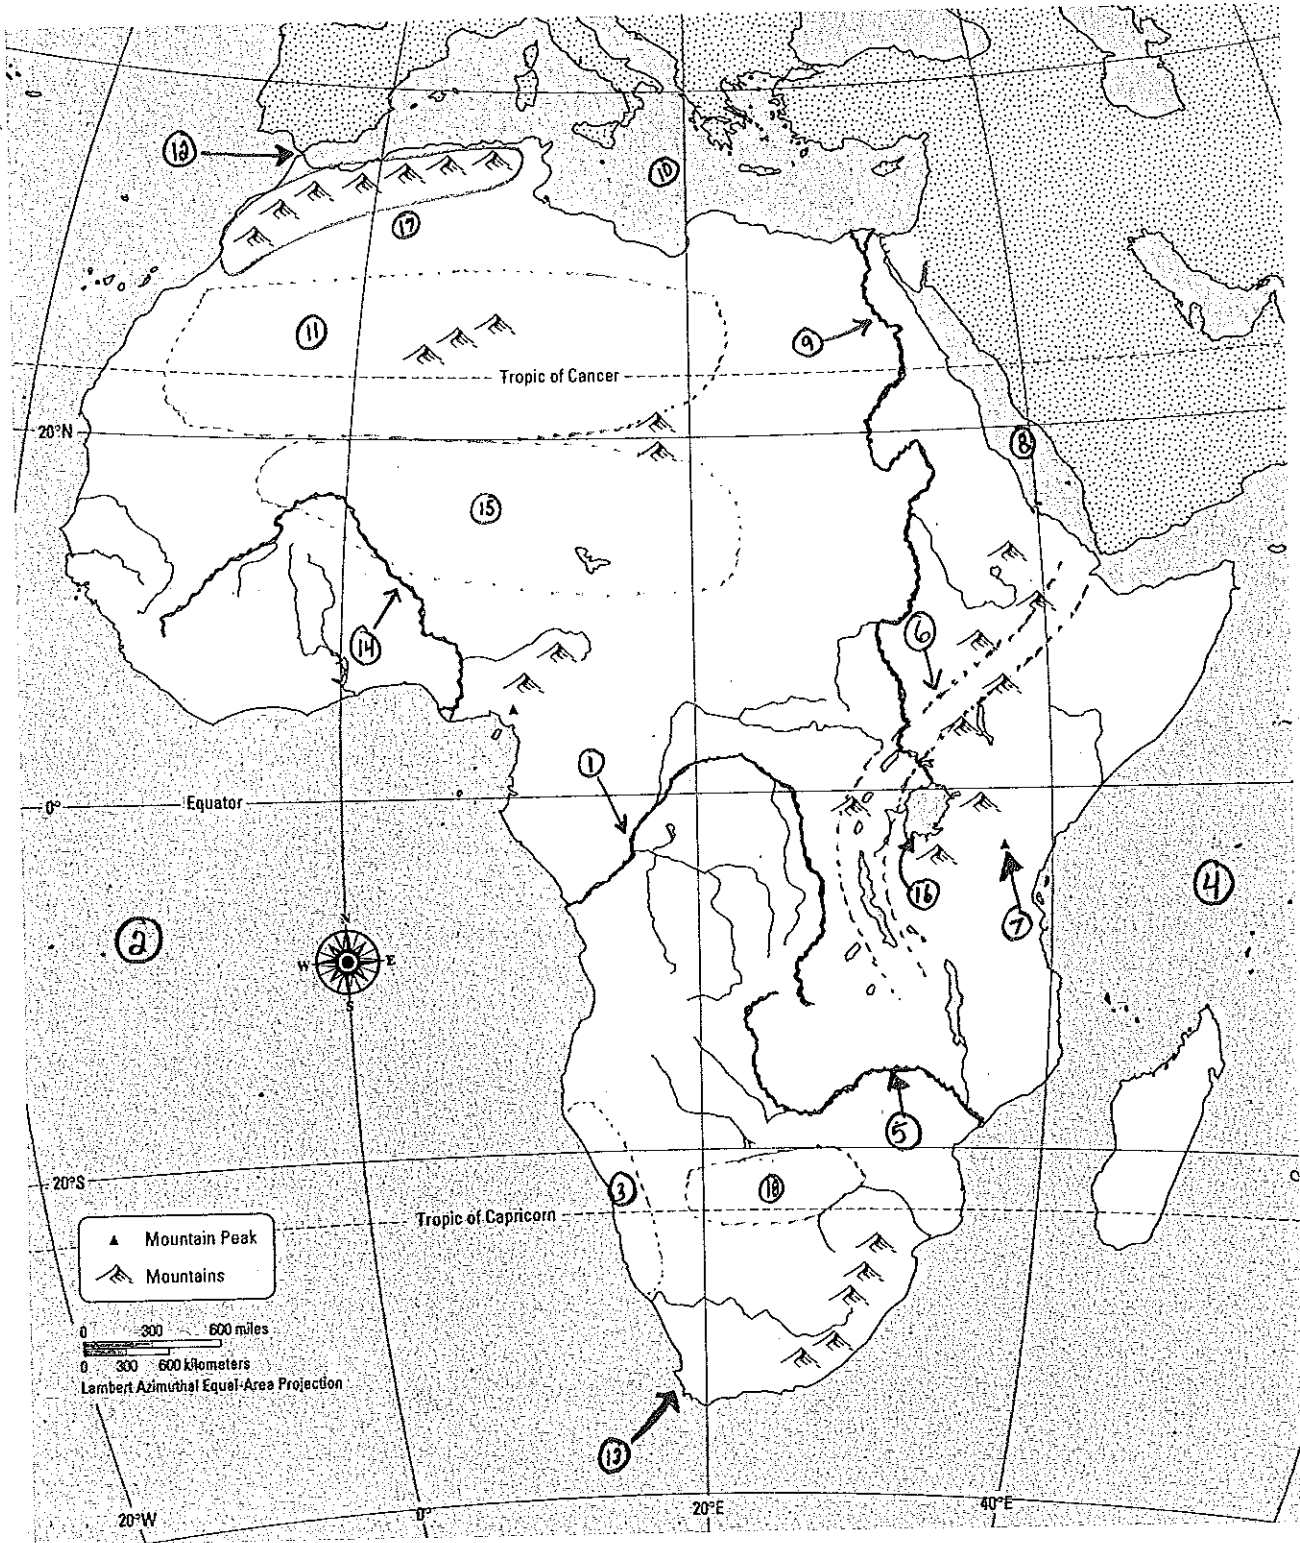 12
10
17
11
9
Tropic of Cancer
20°N
8
15
6
14
1
0°
Equator
4
16
7
2
N
W E
S
5
20°S
3
18
Tropic of Capricorn
Mountain Peak
Mountains
0 300 600 miles
0 300 600 kilometers
Lambert Azimuthal Equal-Area Projection
13
20°W
0°
20°E
40°E